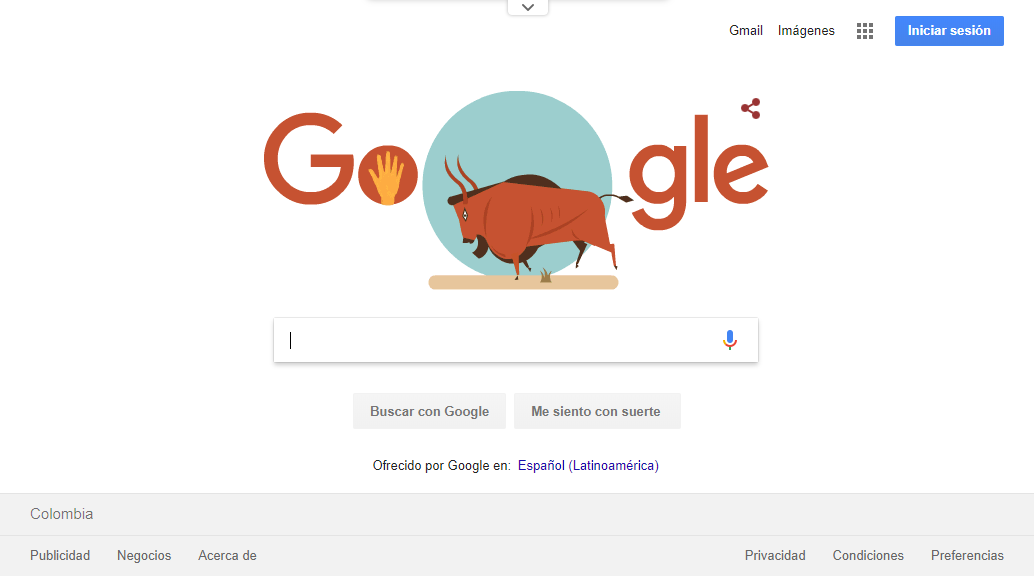 Gmail Imágenes Iniciar sesión
Google
Buscar con Google Me siento con suerte
Ofrecido por Google en: Español (Latinoamérica)
Colombia
Publicidad Negocios Acerca de Privacidad Condiciones Preferencias